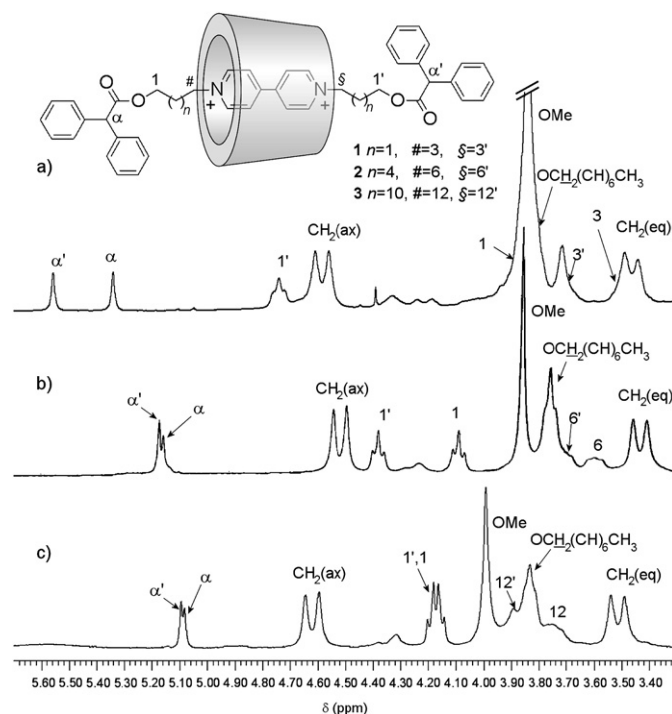 O
1
#
§
1'
α'
O
N
+
N
+
O
α
n
n
O
1 n=1, #=3, §=3'
2 n=4, #=6, §=6'
3 n=10, #=12, §=12'
a)
α'
α
1'
CH2(ax)
1
OMe
OCH2(CH)6CH3
3'
3
CH2(eq)
b)
α'
α
CH2(ax)
1'
1
OMe
OCH2(CH)6CH3
6'
6
CH2(eq)
c)
α'
α
CH2(ax)
1',1
OMe
12'
OCH2(CH)6CH3
12
CH2(eq)
5.60 5.50 5.40 5.30 5.20 5.10 5.00 4.90 4.80 4.70 4.60 4.50 4.40 4.30 4.20 4.10 4.00 3.90 3.80 3.70 3.60 3.50 3.40
δ (ppm)